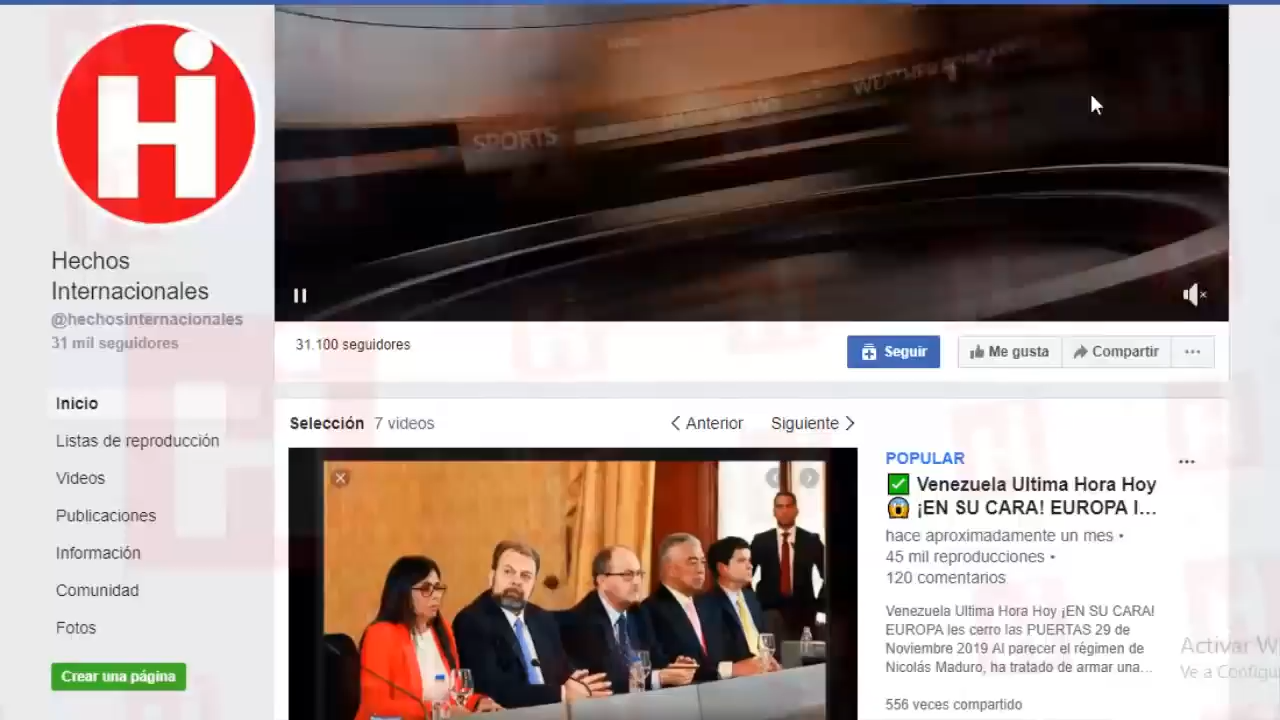 Hi
SPORTS
WEATHER
Hechos
Internacionales
@hechosinternacionales
31 mil seguidores
31.100 seguidores
Seguir
Me gusta
Compartir
Inicio
Listas de reproducción
Videos
Publicaciones
Información
Comunidad
Fotos
Crear una página
Selección 7 videos
Anterior
Siguiente
POPULAR
Venezuela Ultima Hora Hoy
¡EN SU CARA! EUROPA l...
hace aproximadamente un mes •
45 mil reproducciones •
120 comentarios
Venezuela Ultima Hora Hoy ¡EN SU CARA!
EUROPA les cerro las PUERTAS 29 de
Noviembre 2019 Al parecer el régimen de
Nicolás Maduro, ha tratado de armar una...
556 veces compartido
Activar W
Ve a Configu